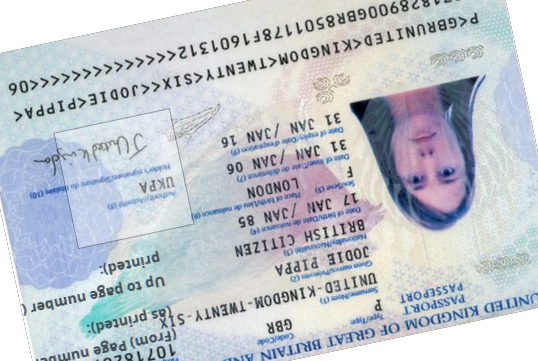 UNITED KINGDOM OF GREAT BRITAIN AN
PASSPORT
PASSEPORT
Type/Type
P
Code/Code
GBR
Surname/Nom (1)
UNITED-KINGDOM-TWENTY-SIX
Given names/Prénoms (2)
JODIE PIPPA
Nationality/Nationalité (3)
BRITISH CITIZEN
Date of birth/Date de naissance (4)
17 JAN / JAN 85
Sex/Sexe (5)
F
Place of birth/Lieu de naissance (6)
LONDON
Date of issue/Date de délivrance (7)
31 JAN / JAN 06
Date of expiry/Date d'expiration (9)
31 JAN / JAN 16
Authority/Autorité (8)
UKPA
Holder's signature/Signature du titulaire (10)
(From) Page number
(as printed):
Up to page number (
printed):
P<GBRUNITED<KINGDOM<TWENTY<SIX<<JODIE<PIPPA<
GBR8501178F1601312<<<<<<<<<<<<<<06